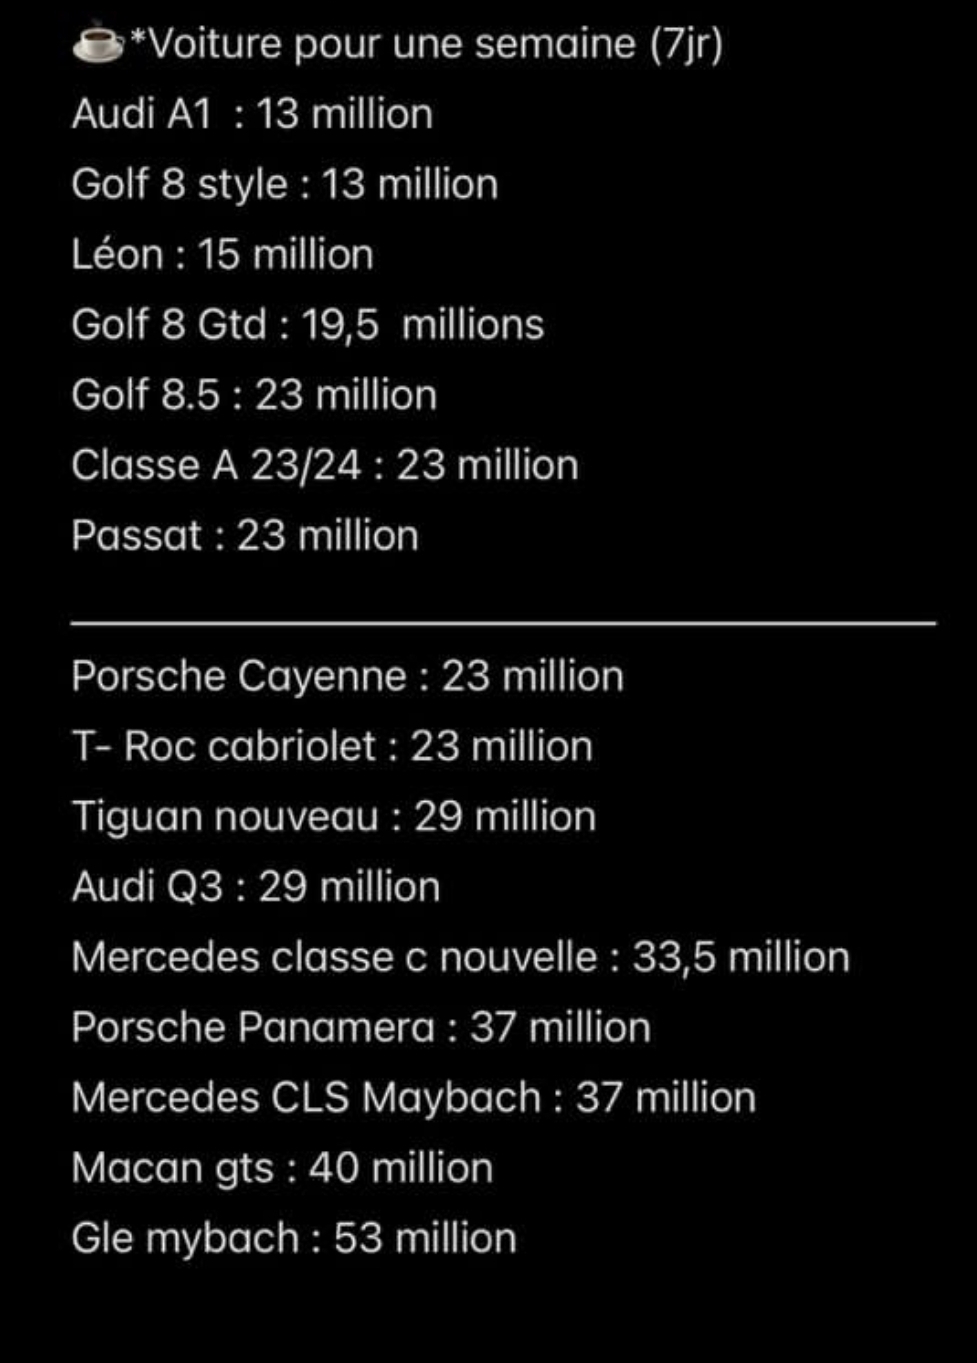 ☕*Voiture pour une semaine (7jr)
Audi A1 : 13 million
Golf 8 style : 13 million
Léon : 15 million
Golf 8 Gtd : 19,5 millions
Golf 8.5 : 23 million
Classe A 23/24 : 23 million
Passat : 23 million
Porsche Cayenne : 23 million
T- Roc cabriolet : 23 million
Tiguan nouveau : 29 million
Audi Q3 : 29 million
Mercedes classe c nouvelle : 33,5 million
Porsche Panamera : 37 million
Mercedes CLS Maybach : 37 million
Macan gts : 40 million
Gle mybach : 53 million